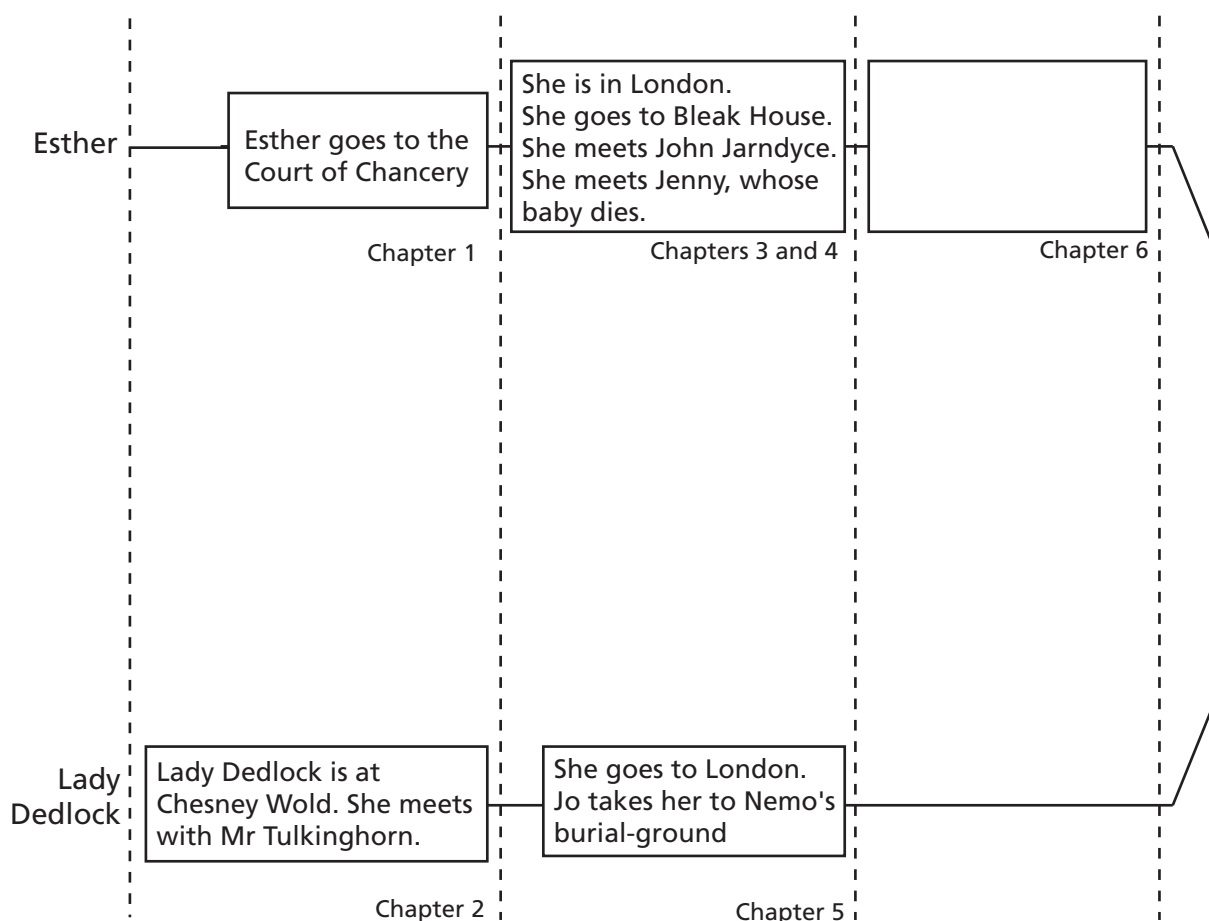 Esther
Esther goes to the
Court of Chancery
Chapter 1
She is in London.
She goes to Bleak House.
She meets John Jarndyce.
She meets Jenny, whose
baby dies.
Chapters 3 and 4
Chapter 6
Lady
Dedlock
Lady Dedlock is at
Chesney Wold. She meets
with Mr Tulkinghorn.
Chapter 2
She goes to London.
Jo takes her to Nemo's
burial-ground
Chapter 5